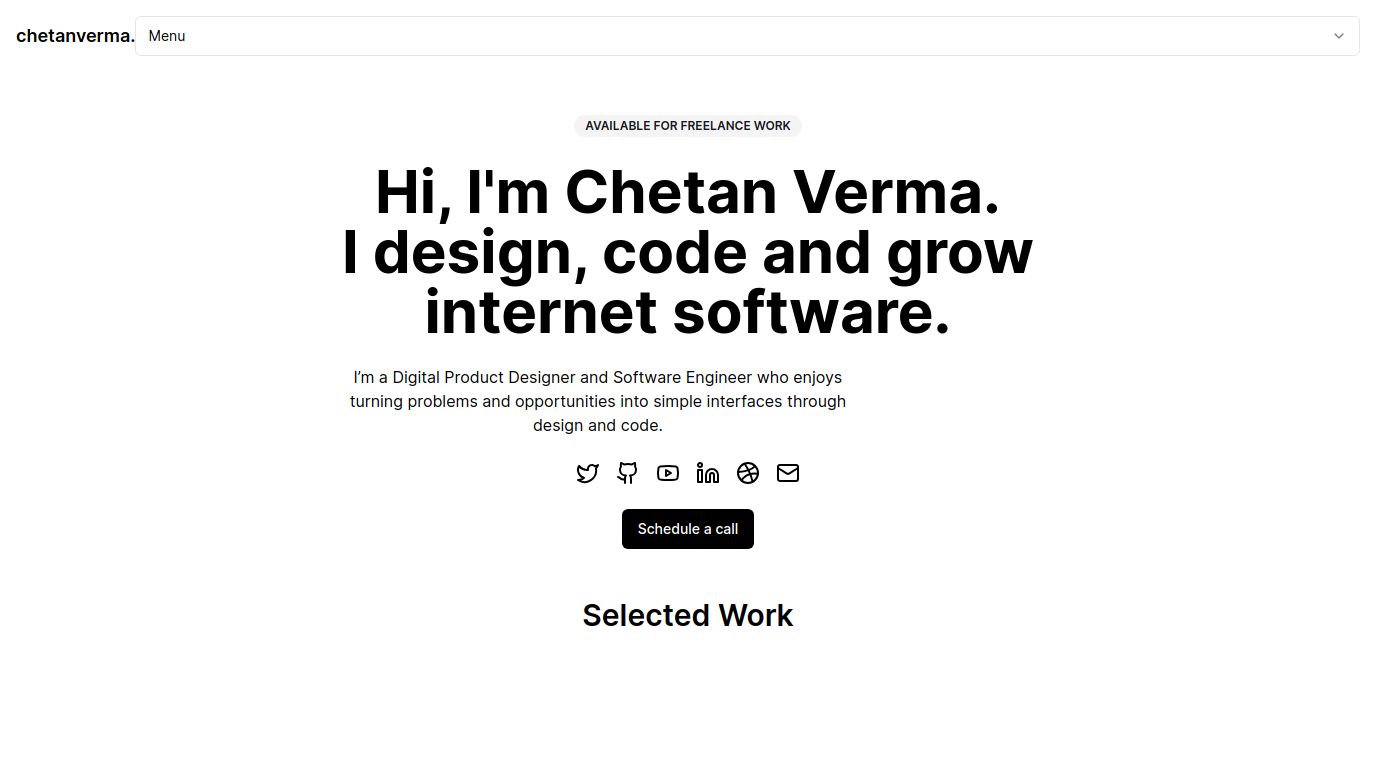 chetanverma.
Menu
AVAILABLE FOR FREELANCE WORK
Hi, I'm Chetan Verma.
I design, code and grow
internet software.
I’m a Digital Product Designer and Software Engineer who enjoys
turning problems and opportunities into simple interfaces through
design and code.
Schedule a call
Selected Work